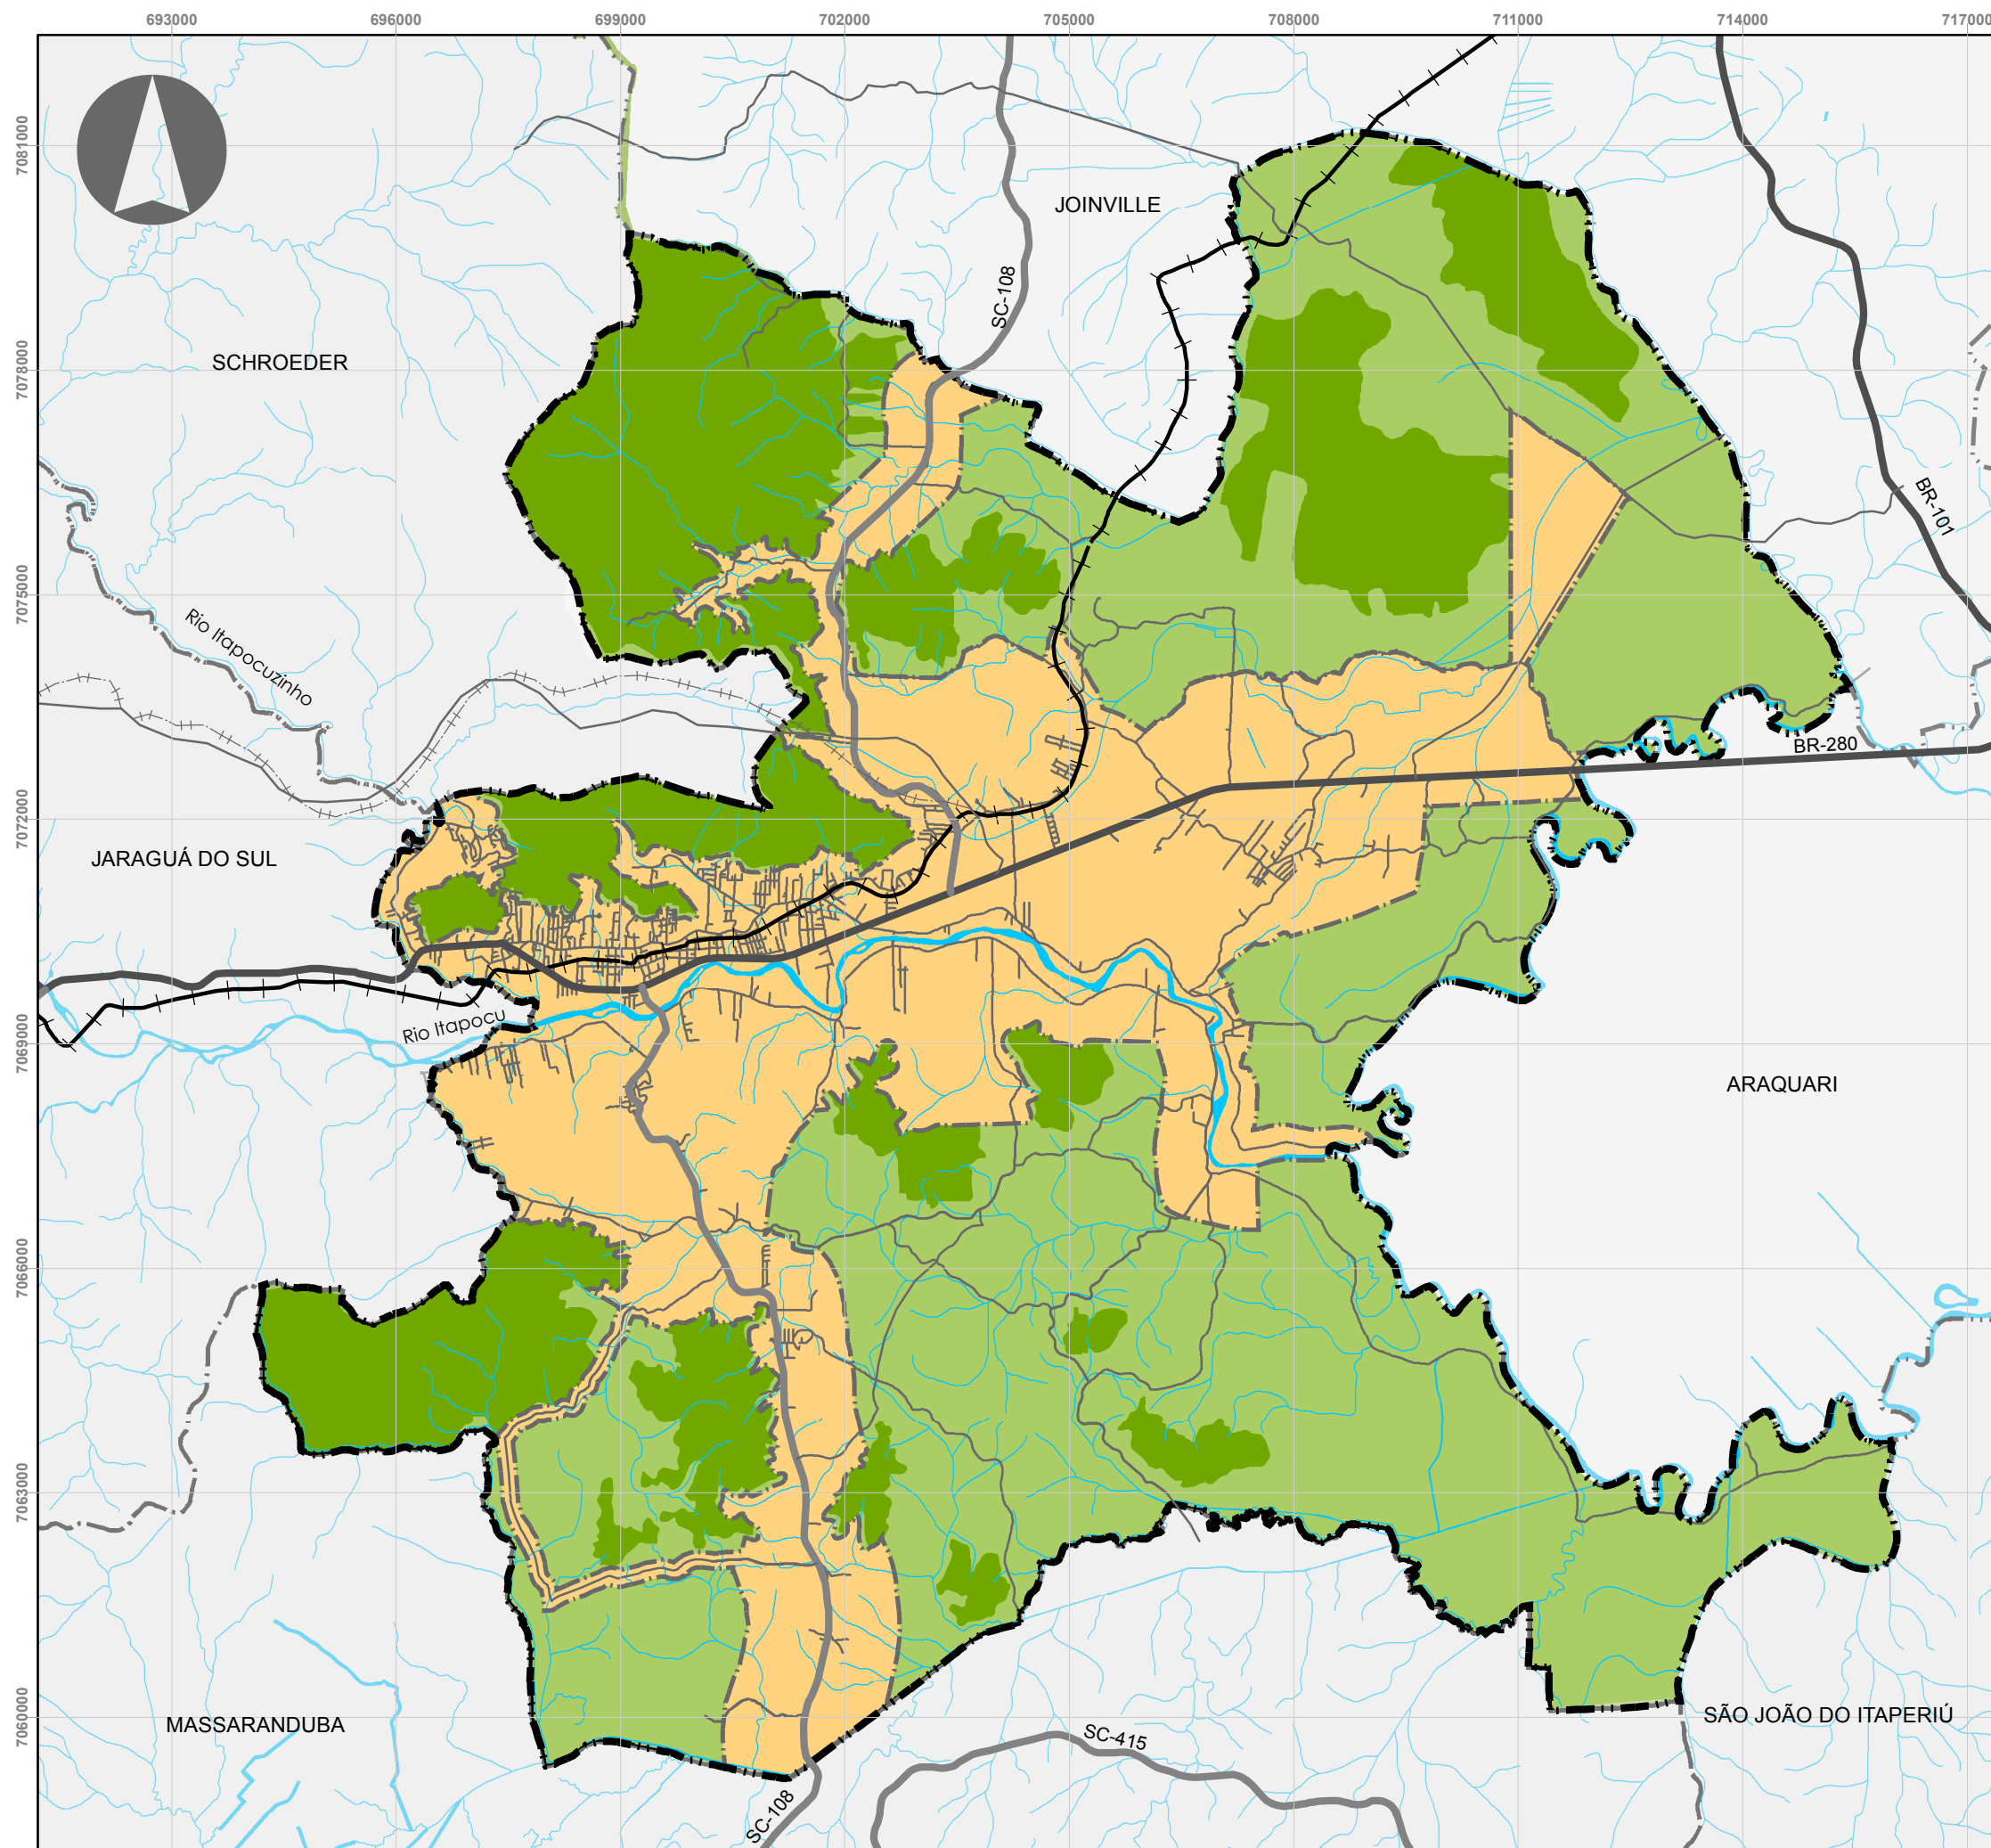 693000
696000
699000
702000
705000
708000
711000
714000
717000
7081000
7078000
7075000
7072000
7069000
7066000
7063000
7060000
JOINVILLE
SC-108
SCHROEDER
BR-101
Rio Itapocuzinho
BR-280
JARAGUÁ DO SUL
Rio Itapocu
ARAQUARI
MASSARANDUBA
SÃO JOÃO DO ITAPERIÚ
SC-415
SC-108